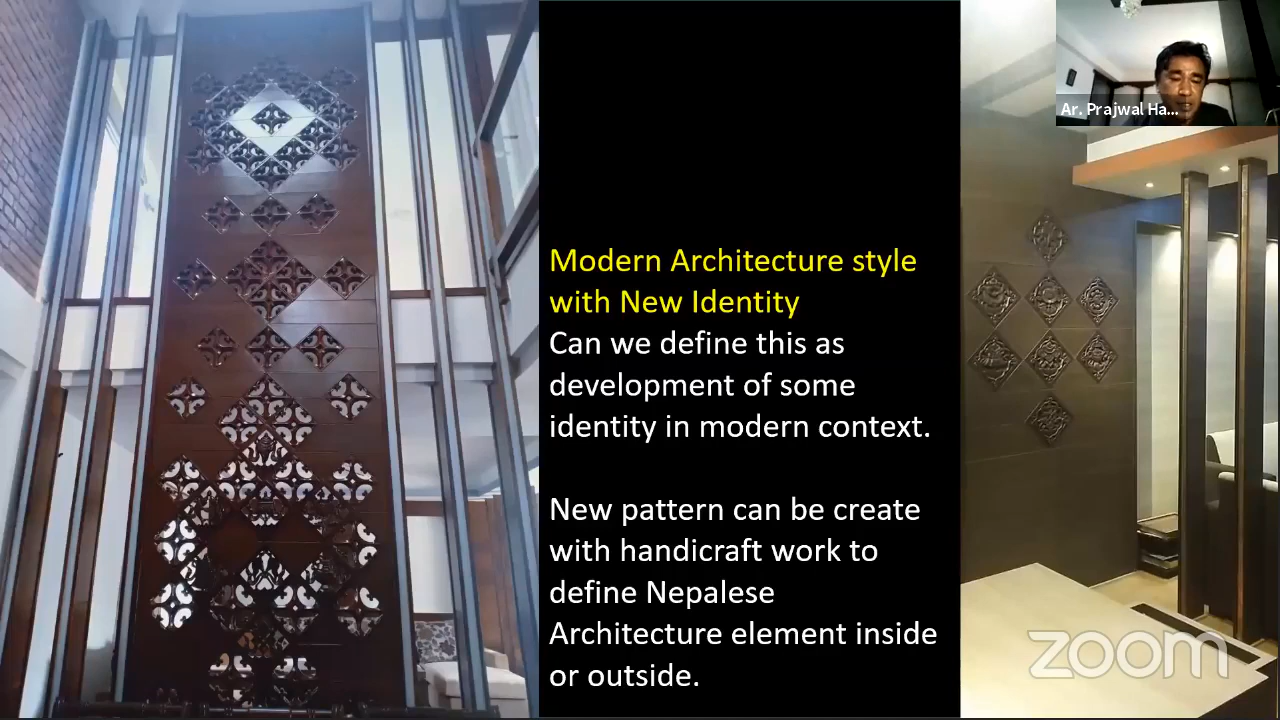 Ar. Prajwal Ha...
Modern Architecture style
with New Identity
Can we define this as
development of some
identity in modern context.
New pattern can be create
with handicraft work to
define Nepalese
Architecture element inside
or outside.
zoom